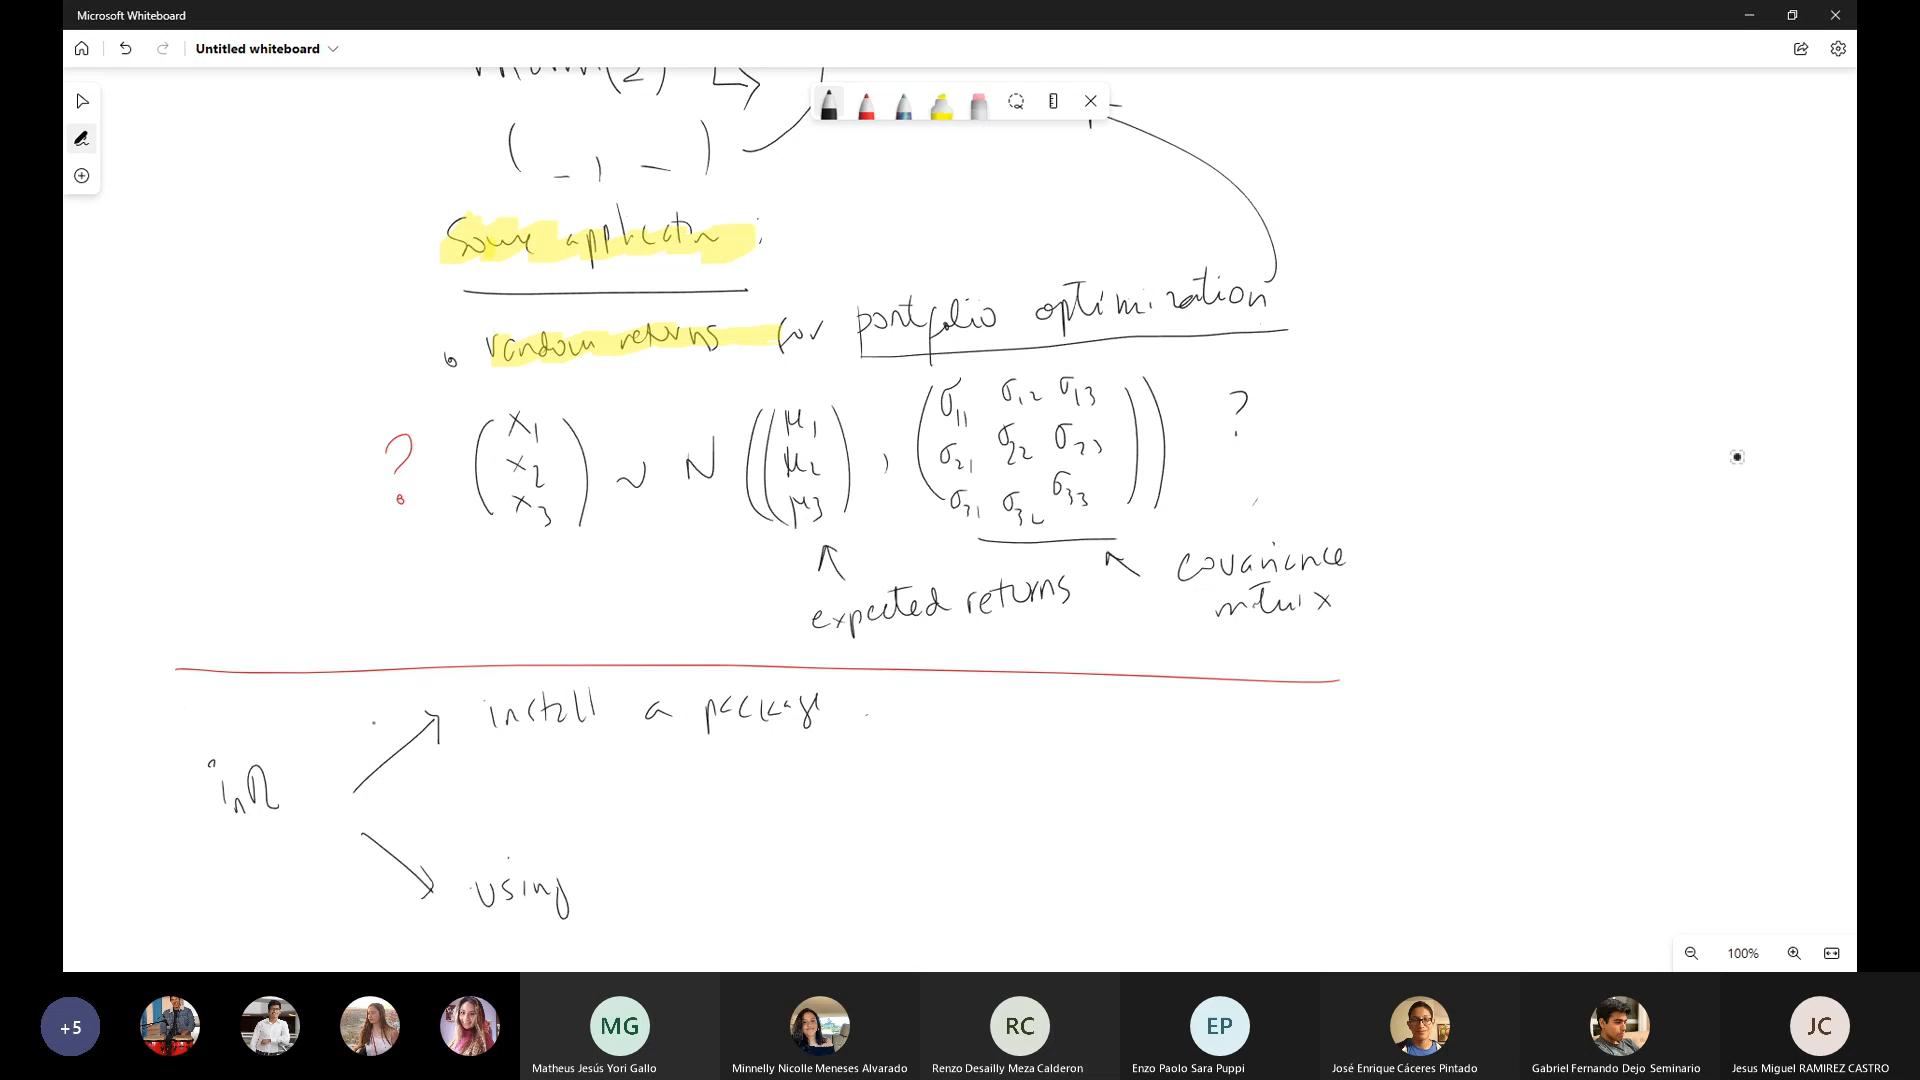 Microsoft Whiteboard
Untitled whiteboard
( _ , _ )
Some application :
random returns for portfolio optimization
? (x1 x2 x3) ~ N ((μ1 μ2 μ3), (σ11 σ12 σ13 σ21 σ22 σ23 σ31 σ32 σ33)) ?
expected returns
covariance
matrix
install a package
in R
using
100%
+5
MG
RC
EP
JC
Matheus Jesús Yori Gallo
Minnelly Nicolle Meneses Alvarado
Renzo Desailly Meza Calderon
Enzo Paolo Sara Puppi
José Enrique Cáceres Pintado
Gabriel Fernando Dejo Seminario
Jesus Miguel RAMIREZ CASTRO